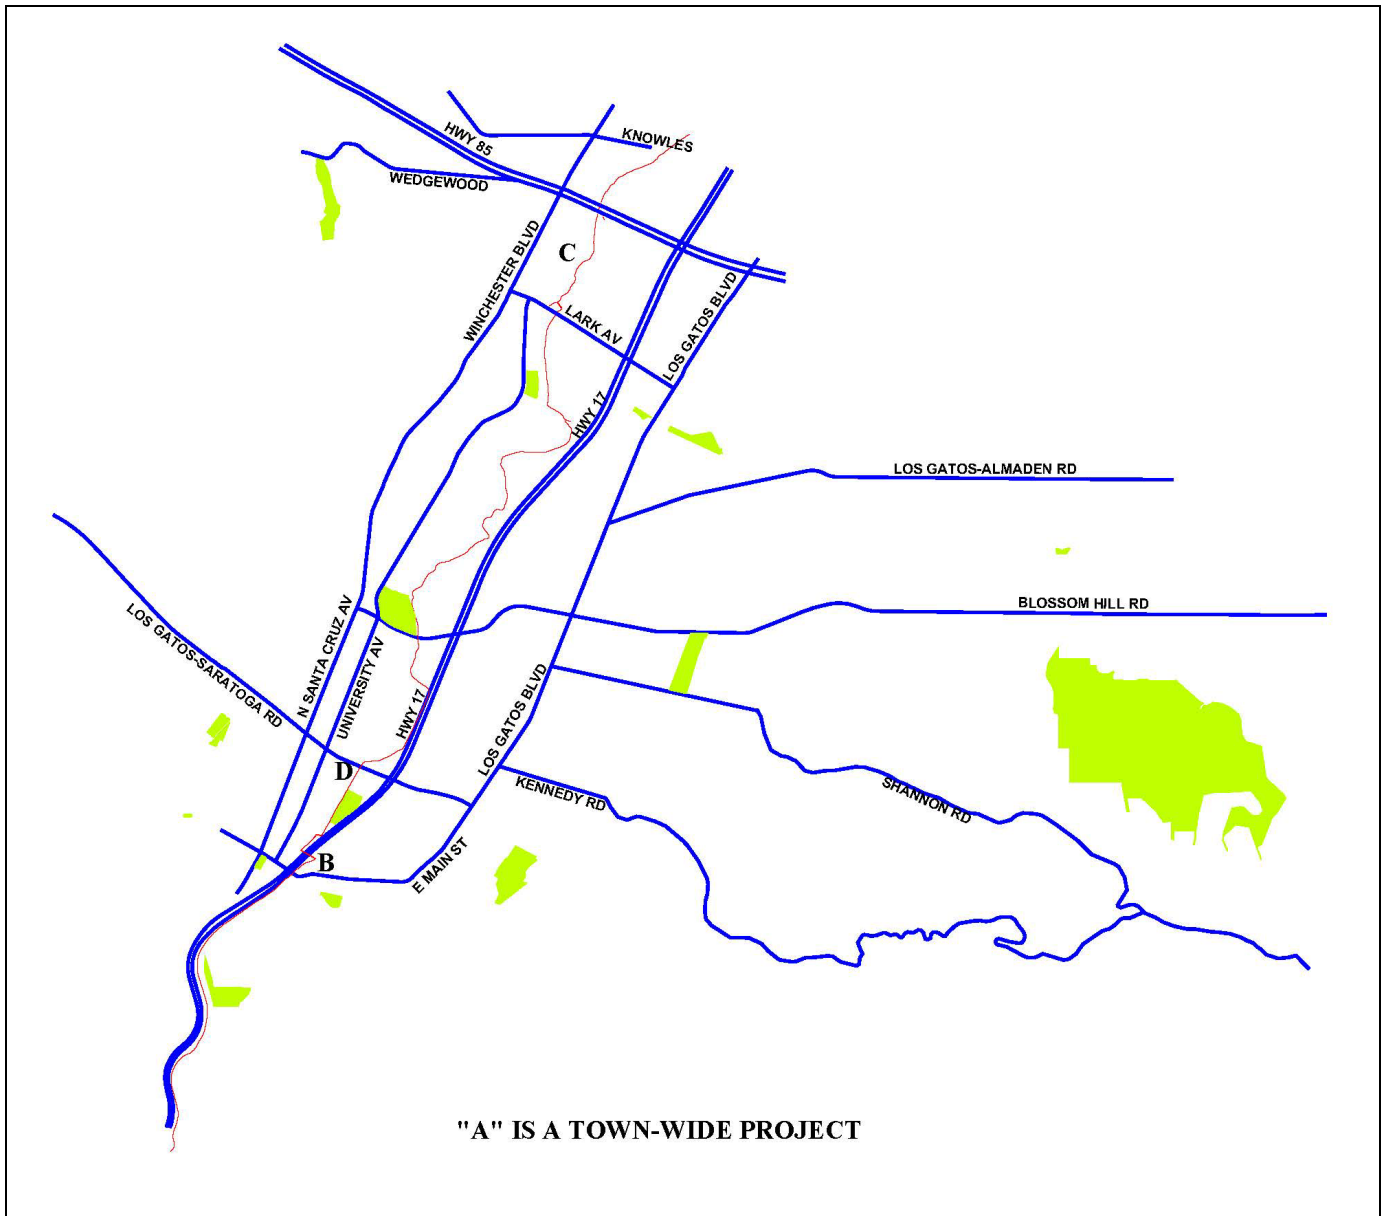 KNOWLES
HWY 85
WEDGEWOOD
WINCHESTER BLVD
C
LARK AV
LOS GATOS BLVD
HWY 17
LOS GATOS-ALMADEN RD
BLOSSOM HILL RD
LOS GATOS-SARATOGA RD
N SANTA CRUZ AV
UNIVERSITY AV
HWY 17
LOS GATOS BLVD
D
KENNEDY RD
SHANNON RD
B
E MAIN ST
"A" IS A TOWN-WIDE PROJECT